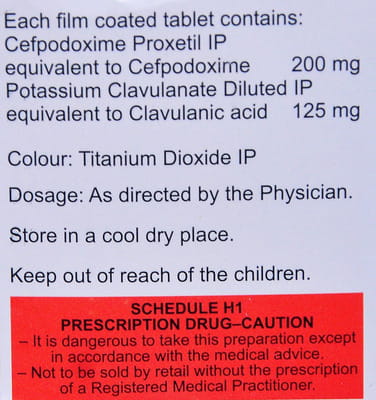 Each film coated tablet contains:
Cefpodoxime Proxetil IP
equivalent to Cefpodoxime 200 mg
Potassium Clavulanate Diluted IP
equivalent to Clavulanic acid 125 mg
Colour: Titanium Dioxide IP
Dosage: As directed by the Physician.
Store in a cool dry place.
Keep out of reach of the children.
SCHEDULE H1
PRESCRIPTION DRUG–CAUTION
– It is dangerous to take this preparation except
in accordance with the medical advice.
– Not to be sold by retail without the prescription
of a Registered Medical Practitioner.